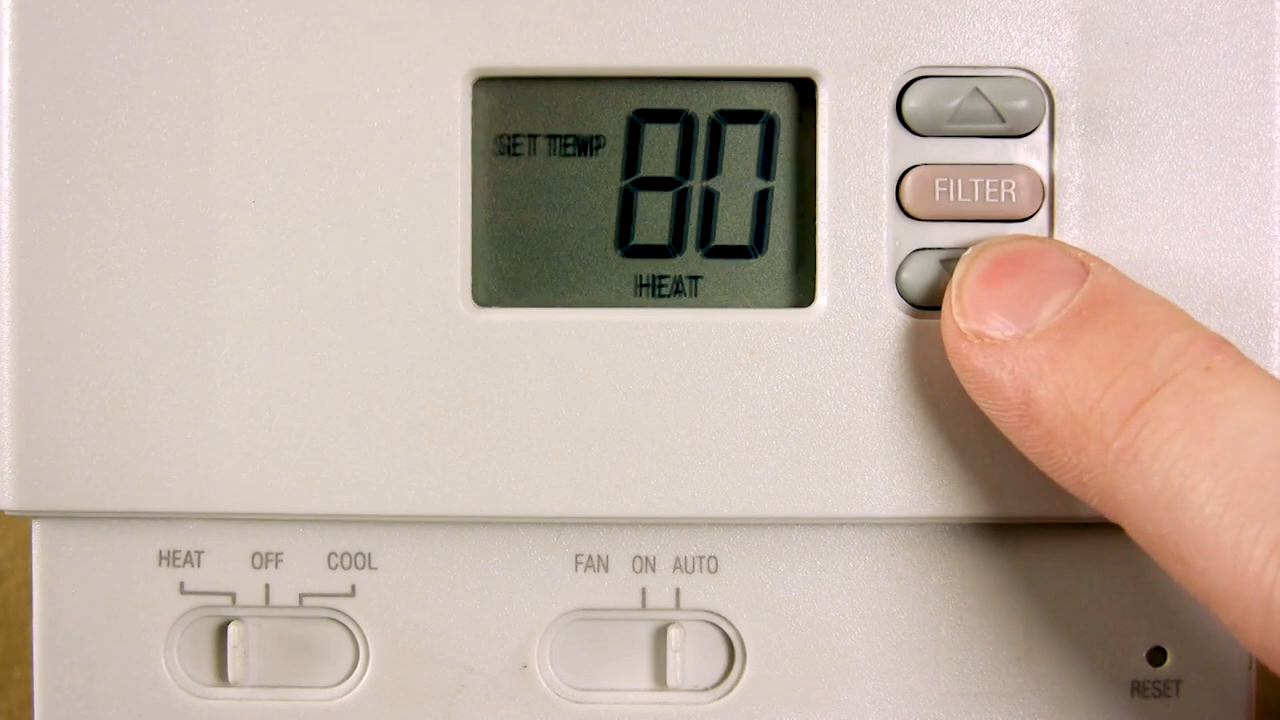 SET TEMP 80
HEAT
FILTER
HEAT OFF COOL
FAN ON AUTO
RESET